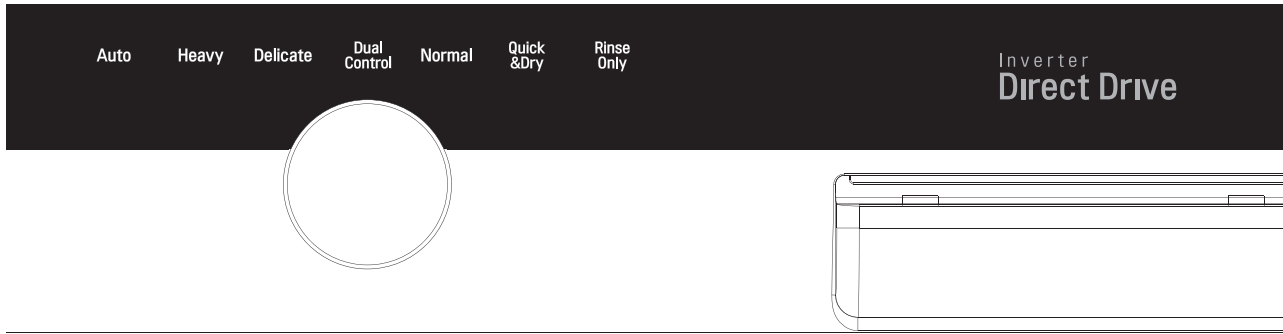 Auto Heavy Delicate Dual Control Normal Quick &Dry Rinse Only
Inverter
Direct Drive